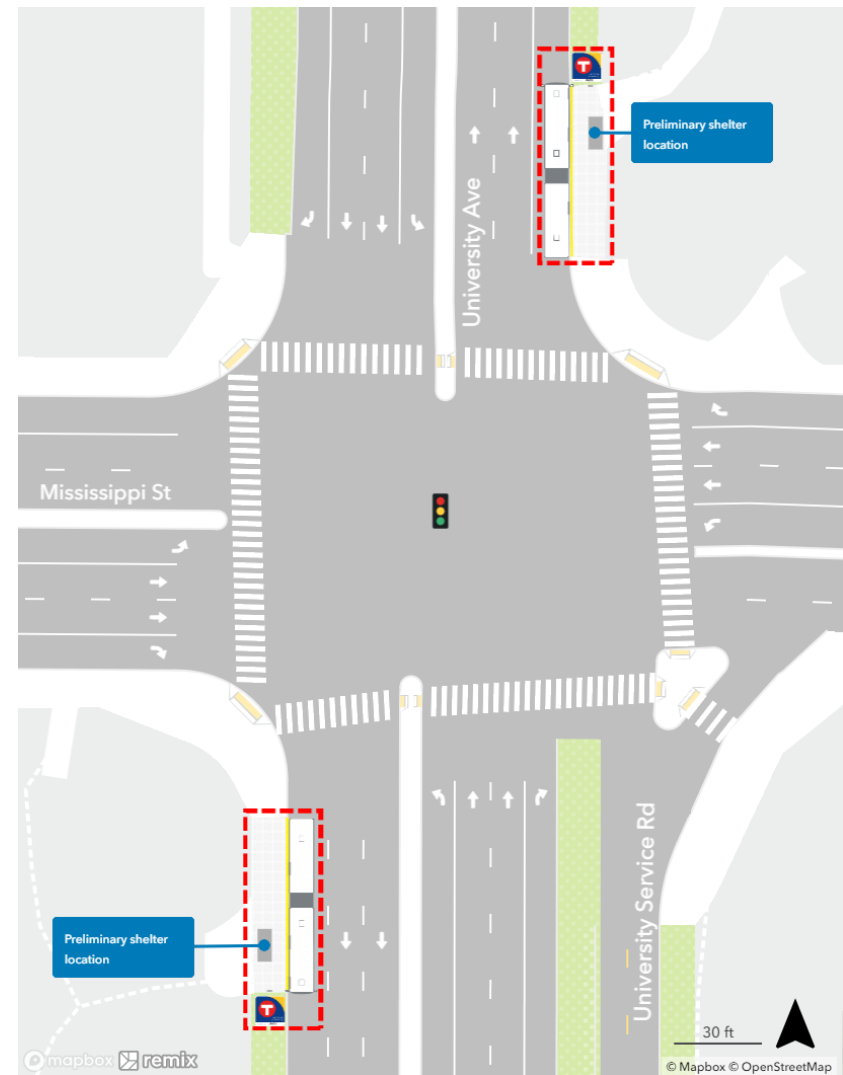 Preliminary shelter
location
University Ave
Mississippi St
University Service Rd
Preliminary shelter
location
30 ft
mapbox remix
© Mapbox © OpenStreetMap